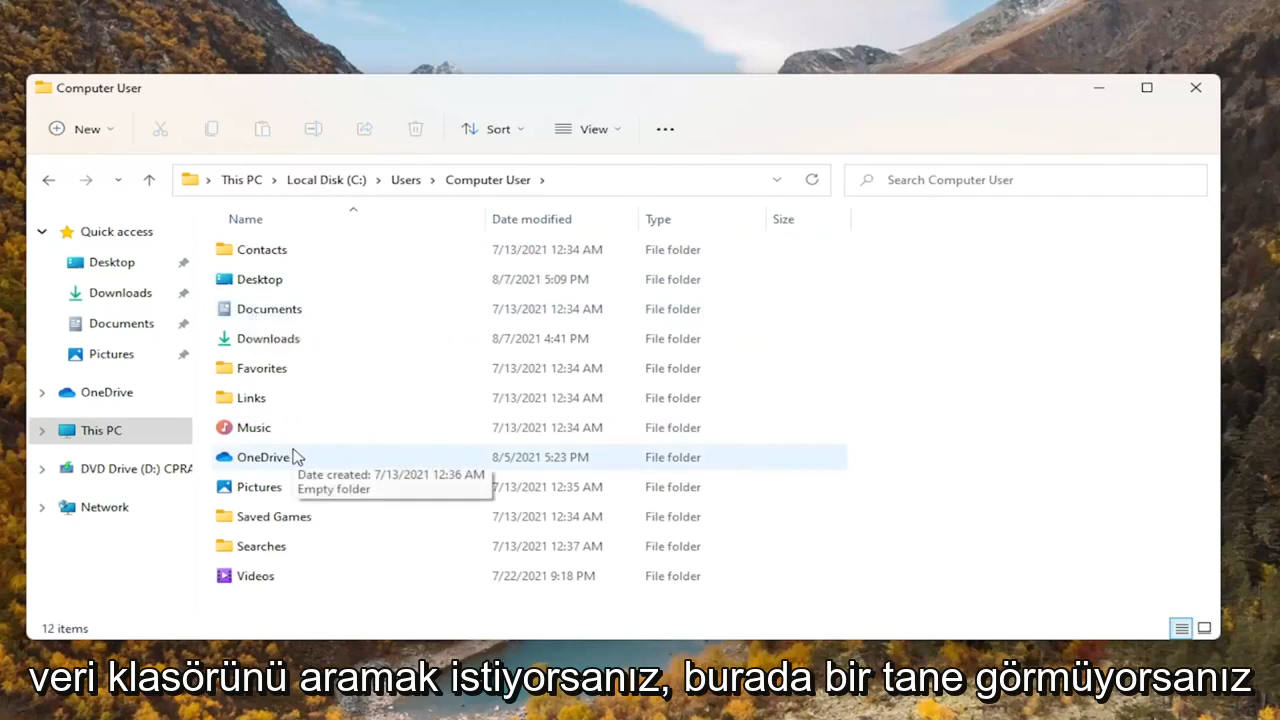 Computer User
New
Sort
View
This PC
Local Disk (C:)
Users
Computer User
Search Computer User
Name
Date modified
Type
Size
Quick access
Desktop
Downloads
Documents
Pictures
OneDrive
This PC
DVD Drive (D:) CPRA
Network
Contacts 7/13/2021 12:34 AM File folder
Desktop 8/7/2021 5:09 PM File folder
Documents 7/13/2021 12:34 AM File folder
Downloads 8/7/2021 4:41 PM File folder
Favorites 7/13/2021 12:34 AM File folder
Links 7/13/2021 12:34 AM File folder
Music 7/13/2021 12:34 AM File folder
OneDrive 8/5/2021 5:23 PM File folder
Date created: 7/13/2021 12:36 AM
Empty folder
Pictures 7/13/2021 12:35 AM File folder
Saved Games 7/13/2021 12:34 AM File folder
Searches 7/13/2021 12:37 AM File folder
Videos 7/22/2021 9:18 PM File folder
12 items
veri klasörünü aramak istiyorsanız, burada bir tane görmüyorsanız